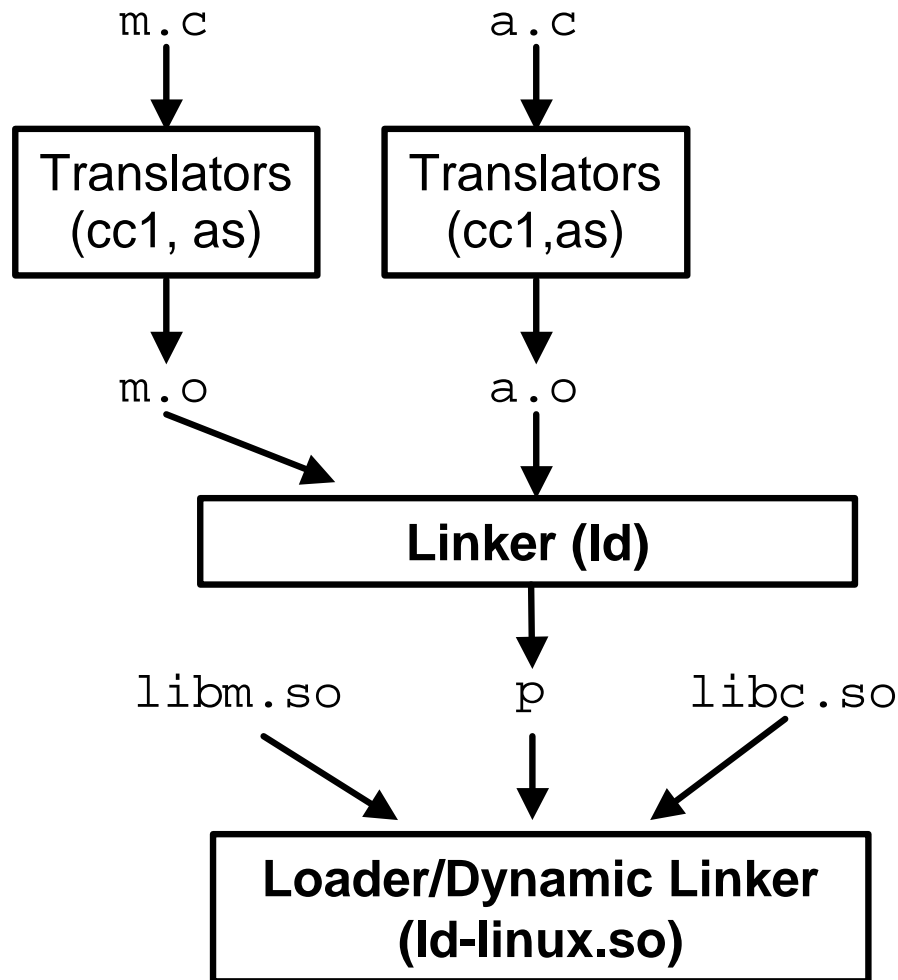 m.c
a.c
Translators
(cc1, as)
Translators
(cc1,as)
m.o
a.o
Linker (ld)
libm.so
p
libc.so
Loader/Dynamic Linker
(ld-linux.so)